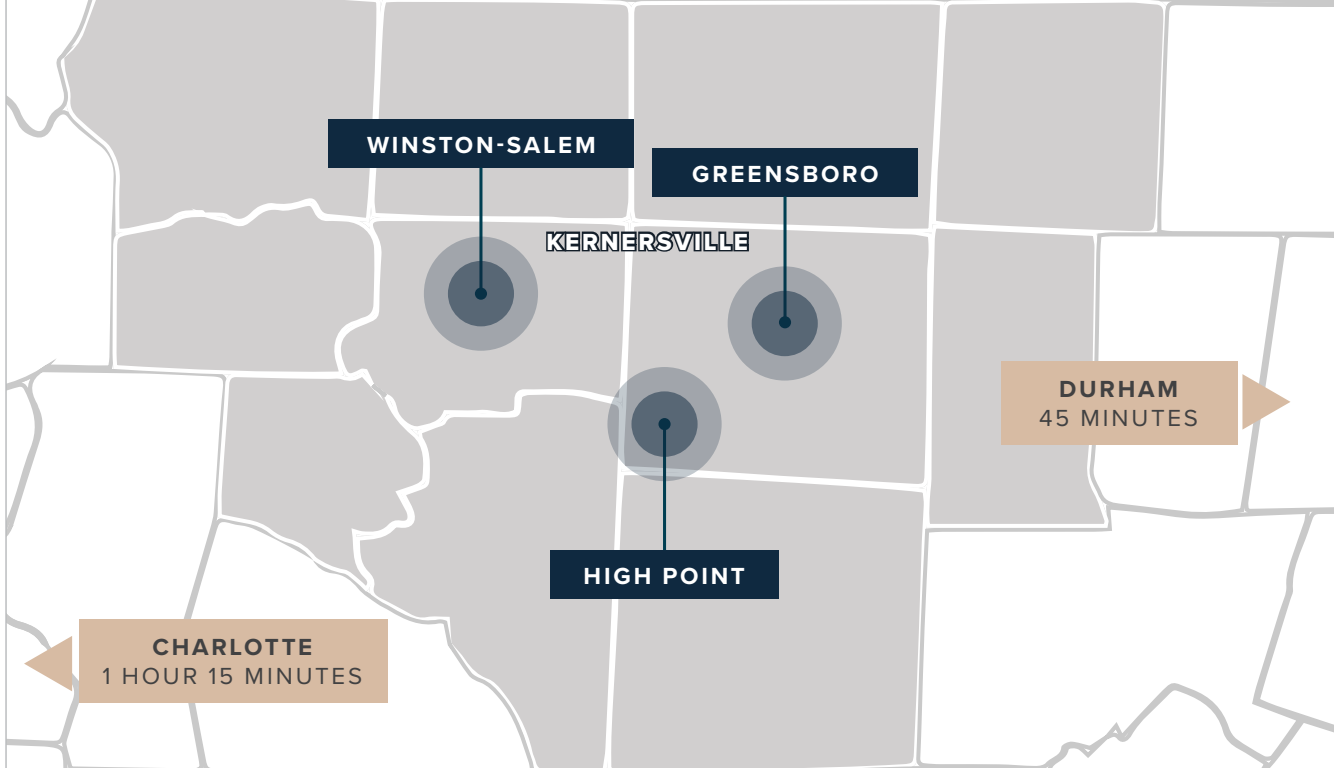 WINSTON-SALEM
GREENSBORO
KERNERSVILLE
DURHAM
45 MINUTES
HIGH POINT
CHARLOTTE
1 HOUR 15 MINUTES